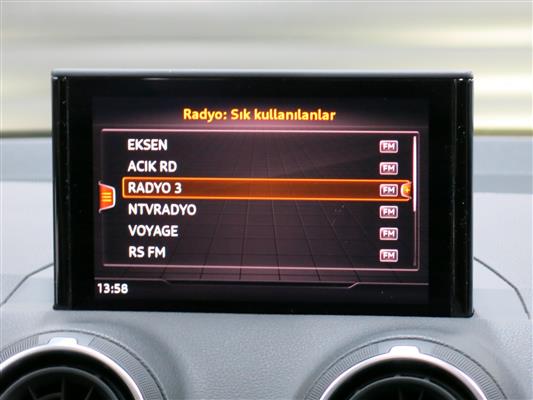 Radyo: Sık kullanılanlar
EKSEN FM
ACIK RD FM
RADYO 3 FM
NTVRADYO FM
VOYAGE FM
RS FM FM
13:58